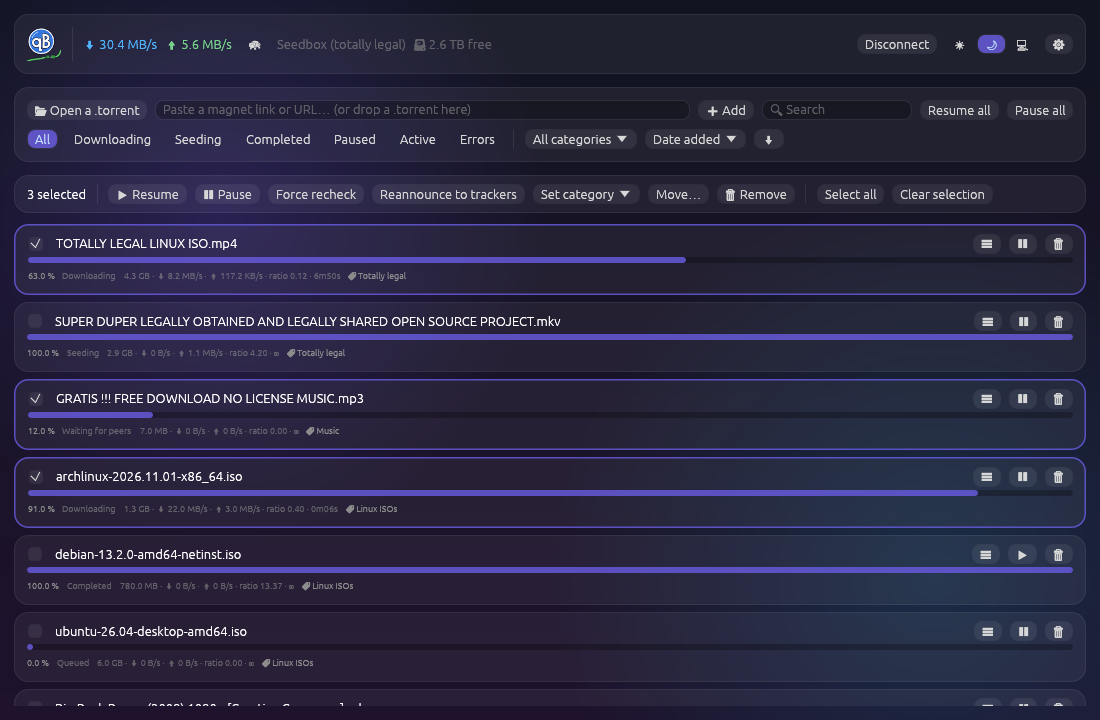 qB 30.4 MB/s 5.6 MB/s Seedbox (totally legal) 2.6 TB free Disconnect
Open a .torrent Paste a magnet link or URL… (or drop a .torrent here) Add Search Resume all Pause all
All Downloading Seeding Completed Paused Active Errors All categories Date added
3 selected Resume Pause Force recheck Reannounce to trackers Set category Move… Remove Select all Clear selection
TOTALLY LEGAL LINUX ISO.mp4
63.0 % Downloading 4.3 GB · 8.2 MB/s · 117.2 KB/s · ratio 0.12 · 6m50s Totally legal
SUPER DUPER LEGALLY OBTAINED AND LEGALLY SHARED OPEN SOURCE PROJECT.mkv
100.0 % Seeding 2.9 GB · 0 B/s · 1.1 MB/s · ratio 4.20 · ∞ Totally legal
GRATIS !!! FREE DOWNLOAD NO LICENSE MUSIC.mp3
12.0 % Waiting for peers 7.0 MB · 0 B/s · 0 B/s · ratio 0.00 · ∞ Music
archlinux-2026.11.01-x86_64.iso
91.0 % Downloading 1.3 GB · 22.0 MB/s · 3.0 MB/s · ratio 0.40 · 0m06s Linux ISOs
debian-13.2.0-amd64-netinst.iso
100.0 % Completed 780.0 MB · 0 B/s · 0 B/s · ratio 13.37 · ∞ Linux ISOs
ubuntu-26.04-desktop-amd64.iso
0.0 % Queued 6.0 GB · 0 B/s · 0 B/s · ratio 0.00 · ∞ Linux ISOs